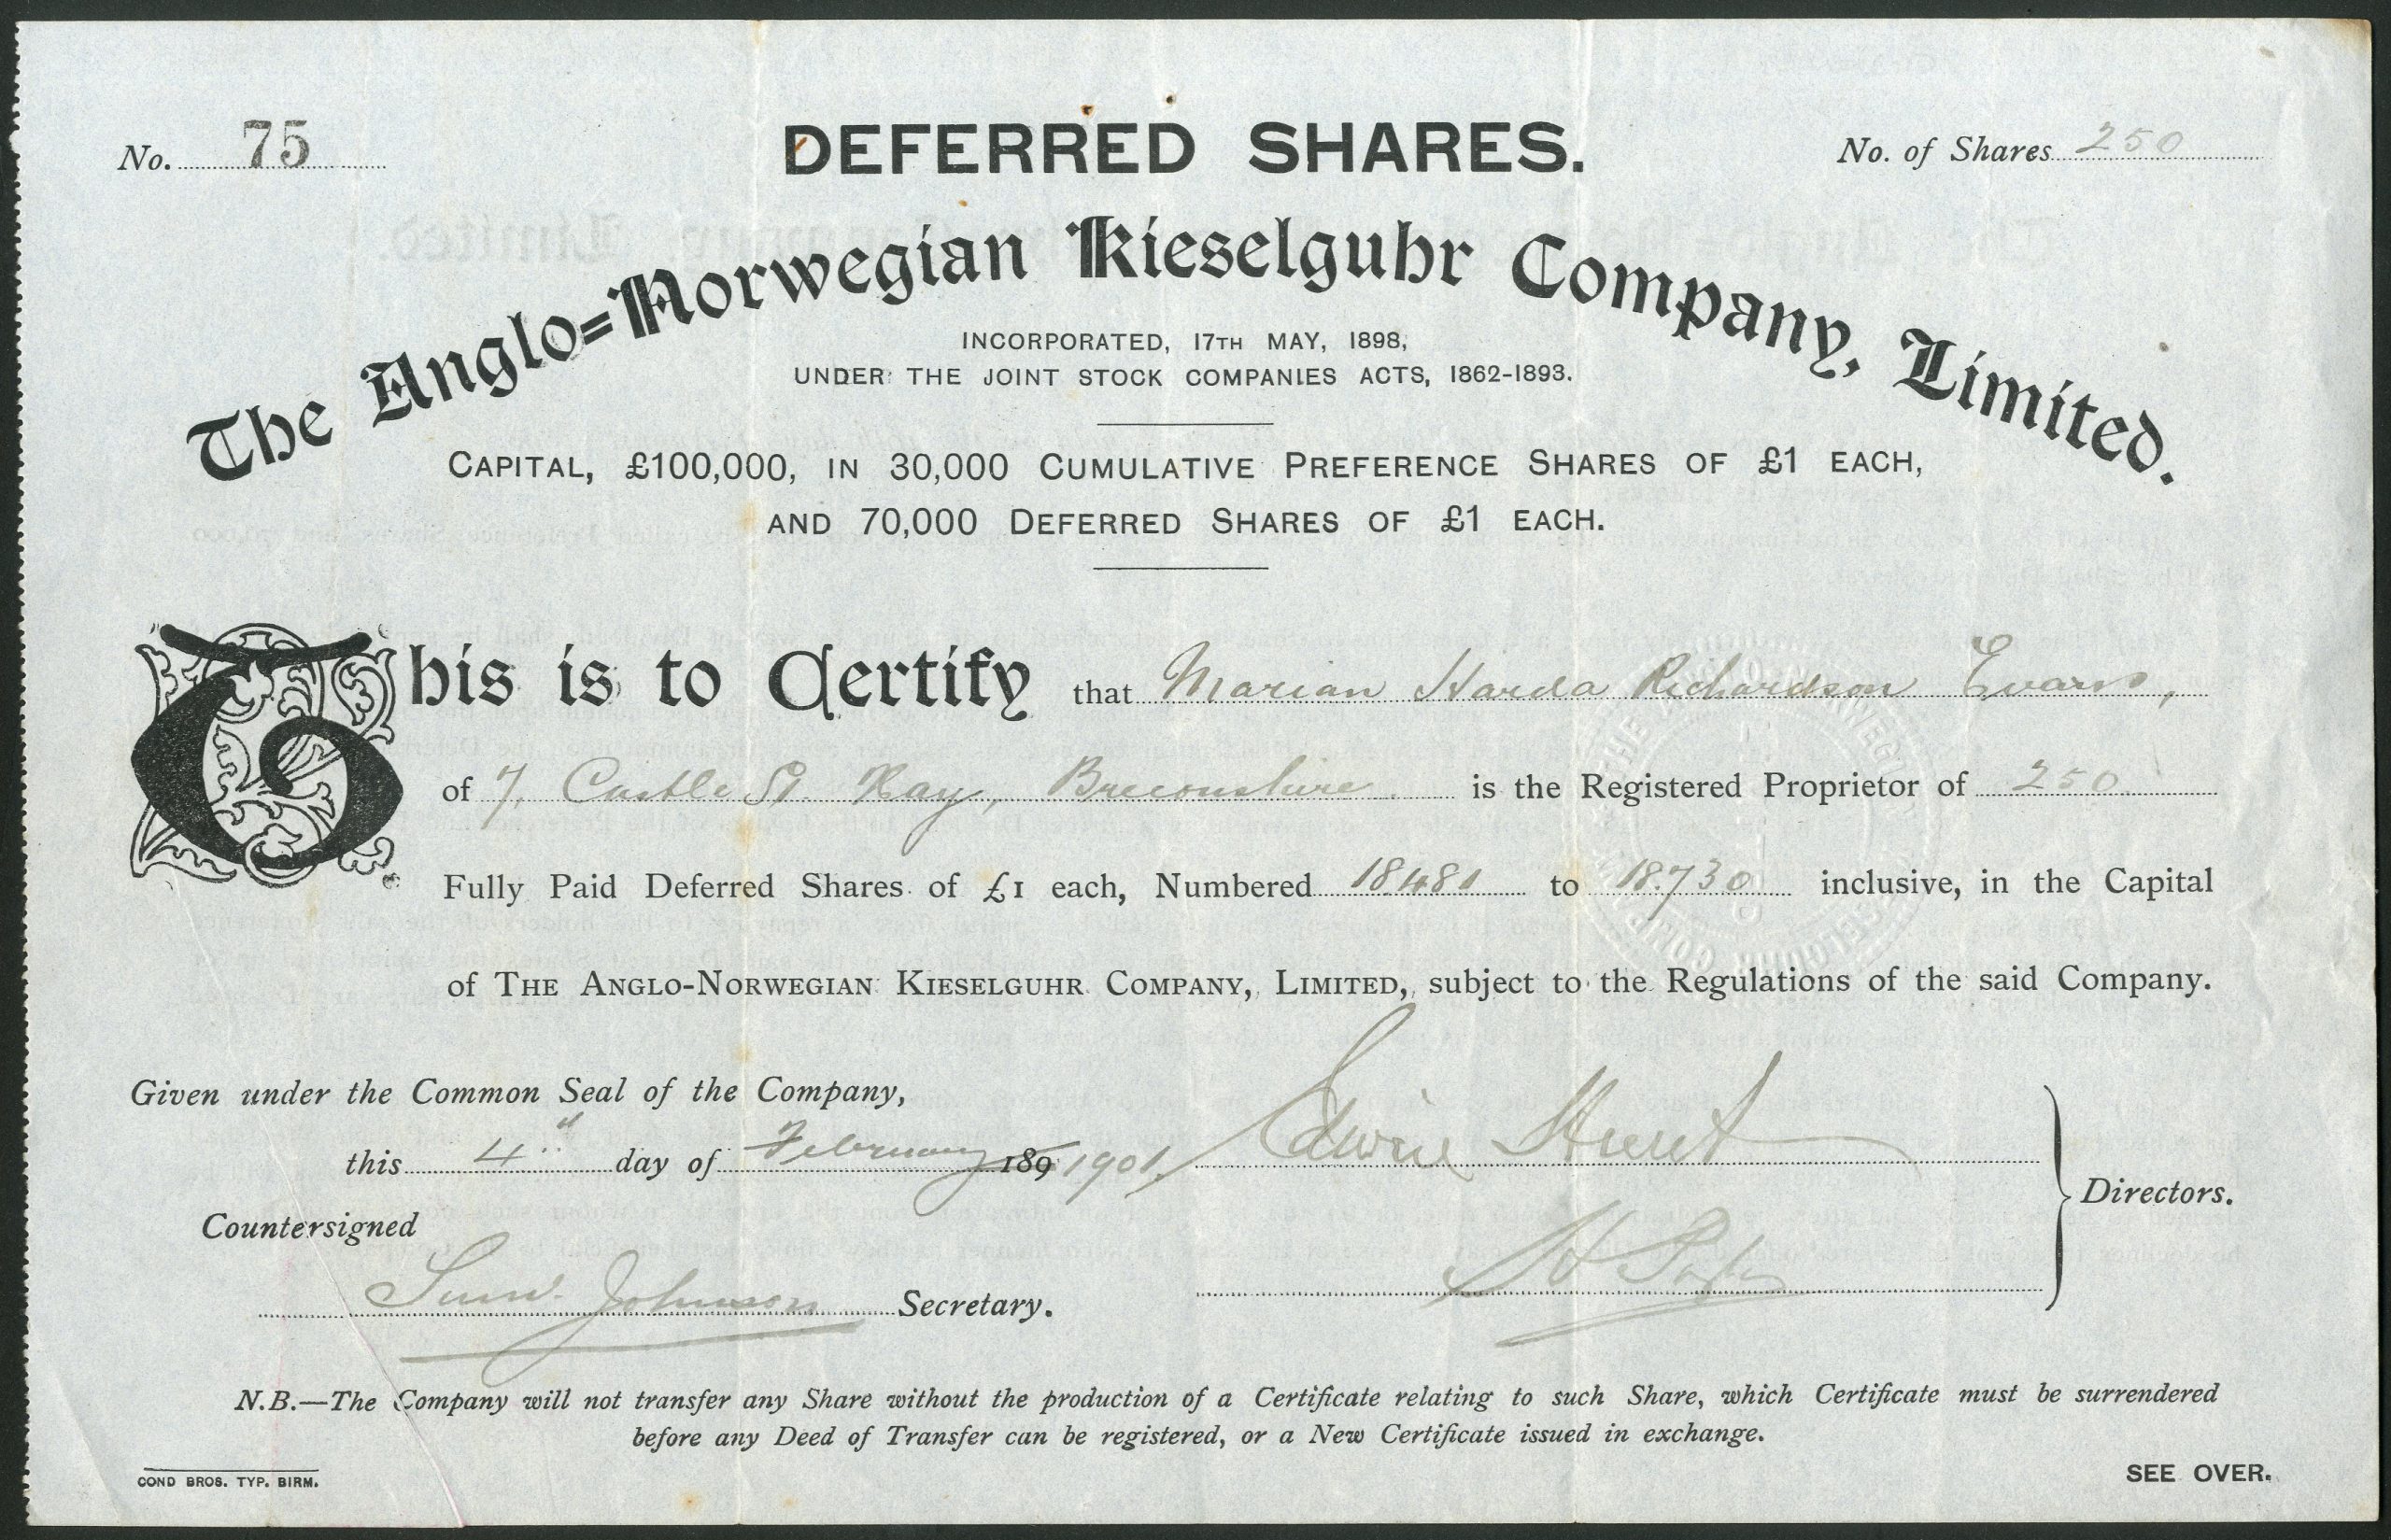 No. 75
DEFERRED SHARES.
No. of Shares 250
The Anglo=Norwegian Kieselguhr Company, Limited.
INCORPORATED, 17TH MAY, 1898,
UNDER THE JOINT STOCK COMPANIES ACTS, 1862-1893.
CAPITAL, £100,000, IN 30,000 CUMULATIVE PREFERENCE SHARES OF £1 EACH,
AND 70,000 DEFERRED SHARES OF £1 EACH.
This is to Certify that Marian Harda Richardson Evans,
of 7, Castle St. Hay, Breconshire. is the Registered Proprietor of 250.
Fully Paid Deferred Shares of £1 each, Numbered 18481 to 18730 inclusive, in the Capital
of THE ANGLO-NORWEGIAN KIESELGUHR COMPANY, LIMITED, subject to the Regulations of the said Company.
Given under the Common Seal of the Company,
this 4th day of February 189 1901.
Edwin Hunt
Directors.
Countersigned
Johnson Secretary.
N.B.—The Company will not transfer any Share without the production of a Certificate relating to such Share, which Certificate must be surrendered
before any Deed of Transfer can be registered, or a New Certificate issued in exchange.
COND BROS. TYP. BIRM.
SEE OVER.